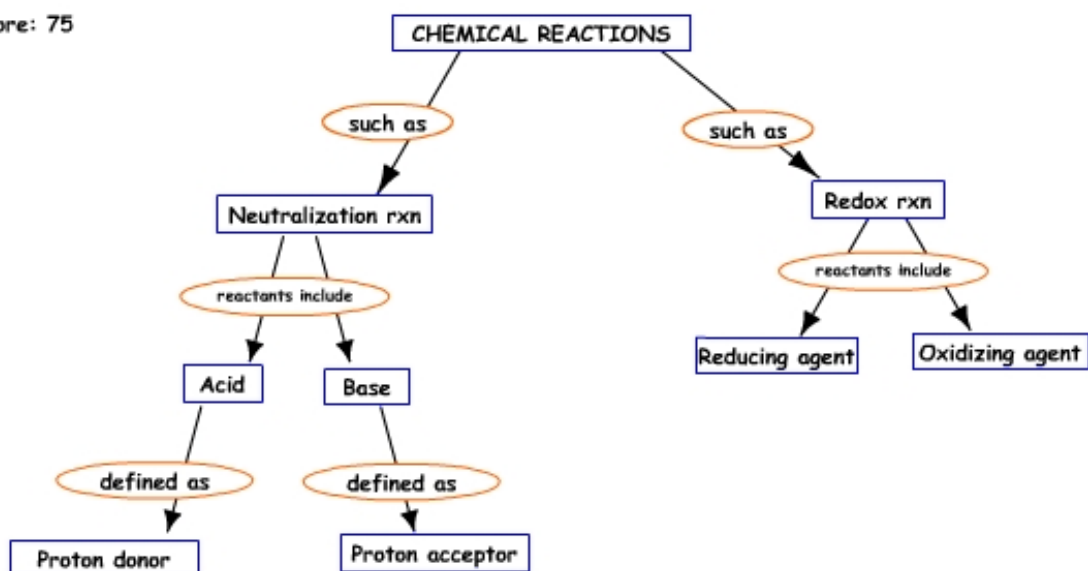 ore: 75
CHEMICAL REACTIONS
such as
such as
Neutralization rxn
Redox rxn
reactants include
reactants include
Reducing agent
Oxidizing agent
Acid
Base
defined as
defined as
Proton donor
Proton acceptor